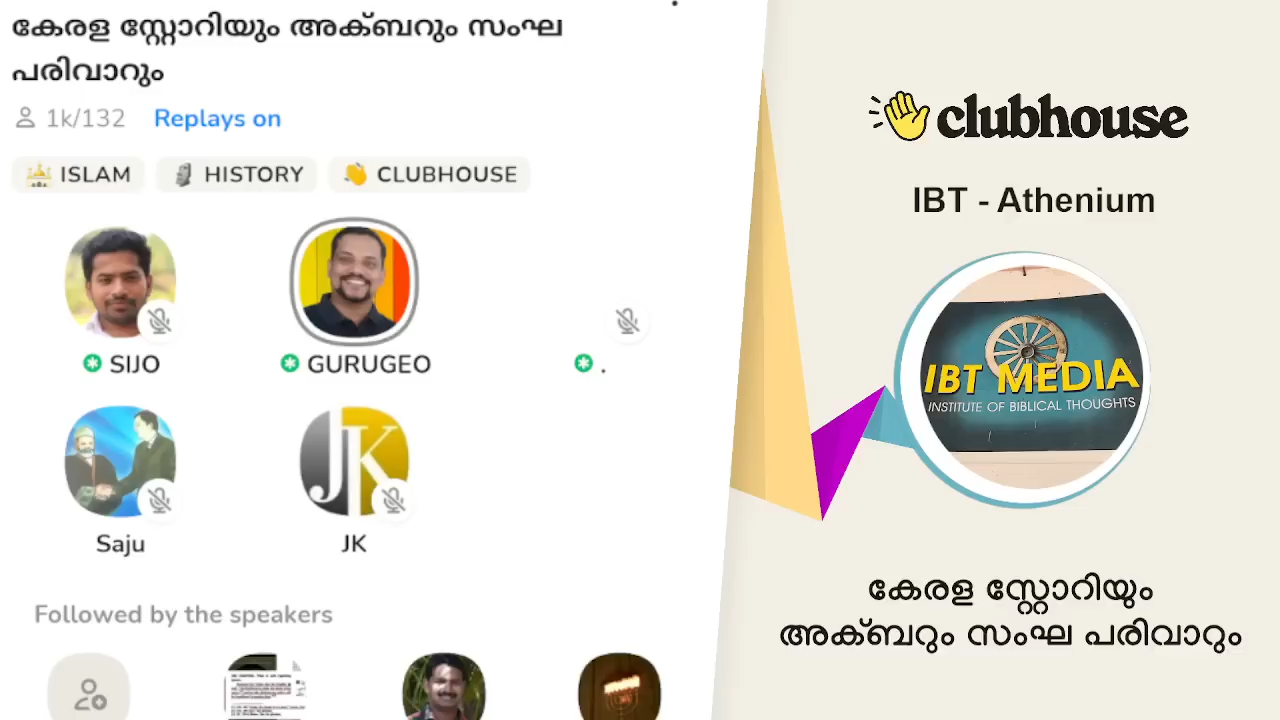 കേരള സ്റ്റോറിയും അക്ബറും സംഘ
പരിവാറും
1k/132 Replays on
ISLAM HISTORY CLUBHOUSE
SIJO GURUGEO .
JK
Saju JK
Followed by the speakers
clubhouse
IBT - Athenium
IBT MEDIA
INSTITUTE OF BIBLICAL THOUGHTS
കേരള സ്റ്റോറിയും
അക്ബറും സംഘ പരിവാറും